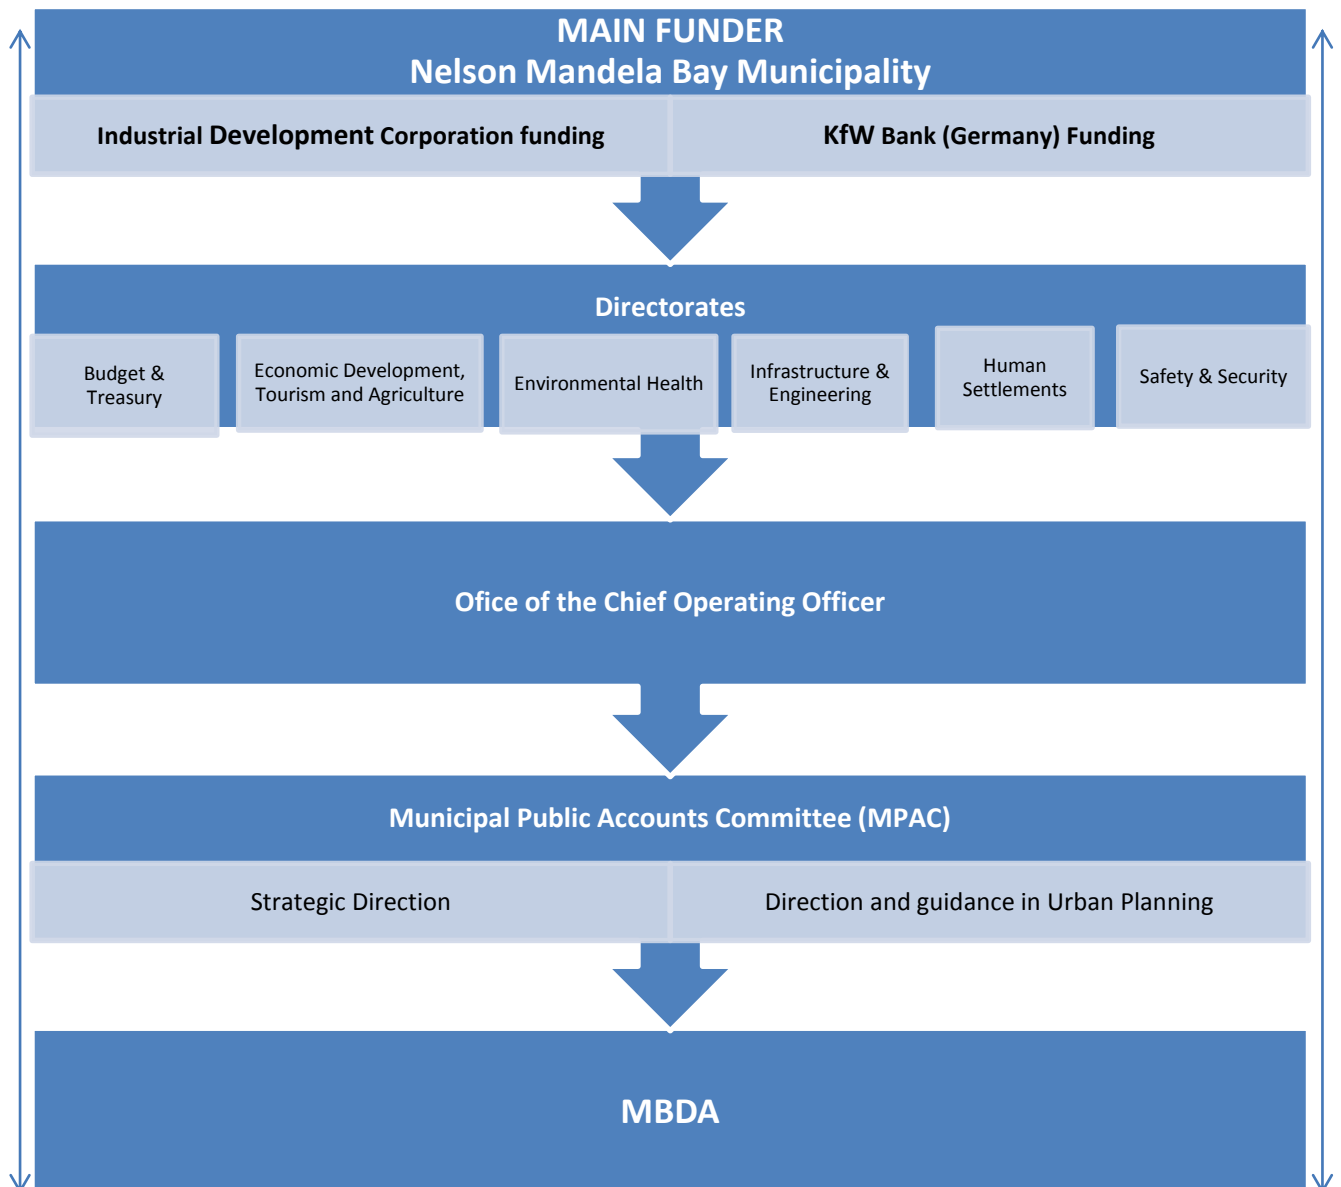 MAIN FUNDER
Nelson Mandela Bay Municipality
Industrial Development Corporation funding
KfW Bank (Germany) Funding
Directorates
Budget &
Treasury
Economic Development,
Tourism and Agriculture
Environmental Health
Infrastructure &
Engineering
Human
Settlements
Safety & Security
Ofice of the Chief Operating Officer
Municipal Public Accounts Committee (MPAC)
Strategic Direction
Direction and guidance in Urban Planning
MBDA